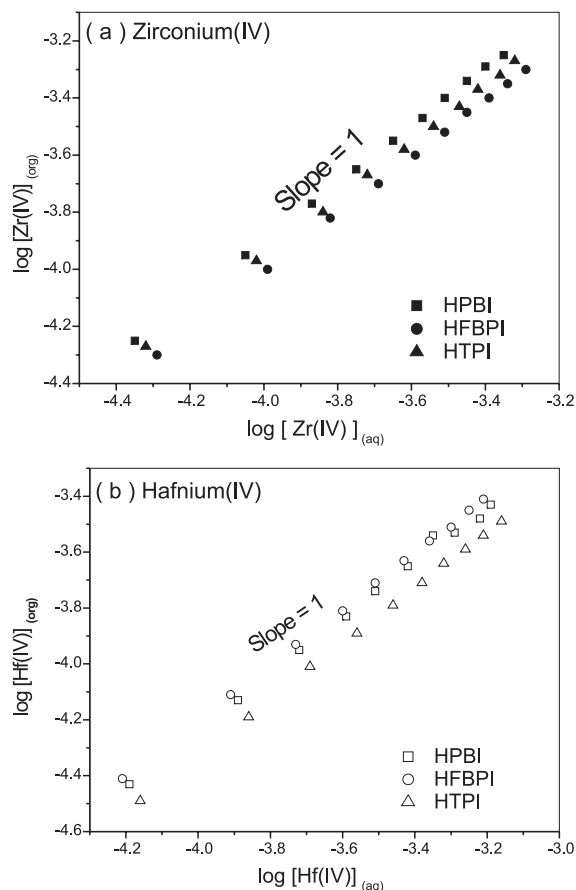 ( a ) Zirconium(IV)
-3.2
-3.4
-3.6
-3.8
-4.0
-4.2
-4.4
log [Zr(IV)] (org)
Slope = 1
HPBI
HFBPI
HTPI
-4.4 -4.2 -4.0 -3.8 -3.6 -3.4 -3.2
log [ Zr(IV) ] (aq)
( b ) Hafnium(IV)
-3.4
-3.6
-3.8
-4.0
-4.2
-4.4
-4.6
log [Hf(IV)] (org)
Slope = 1
HPBI
HFBPI
HTPI
-4.2 -4.0 -3.8 -3.6 -3.4 -3.2 -3.0
log [Hf(IV)] (aq)